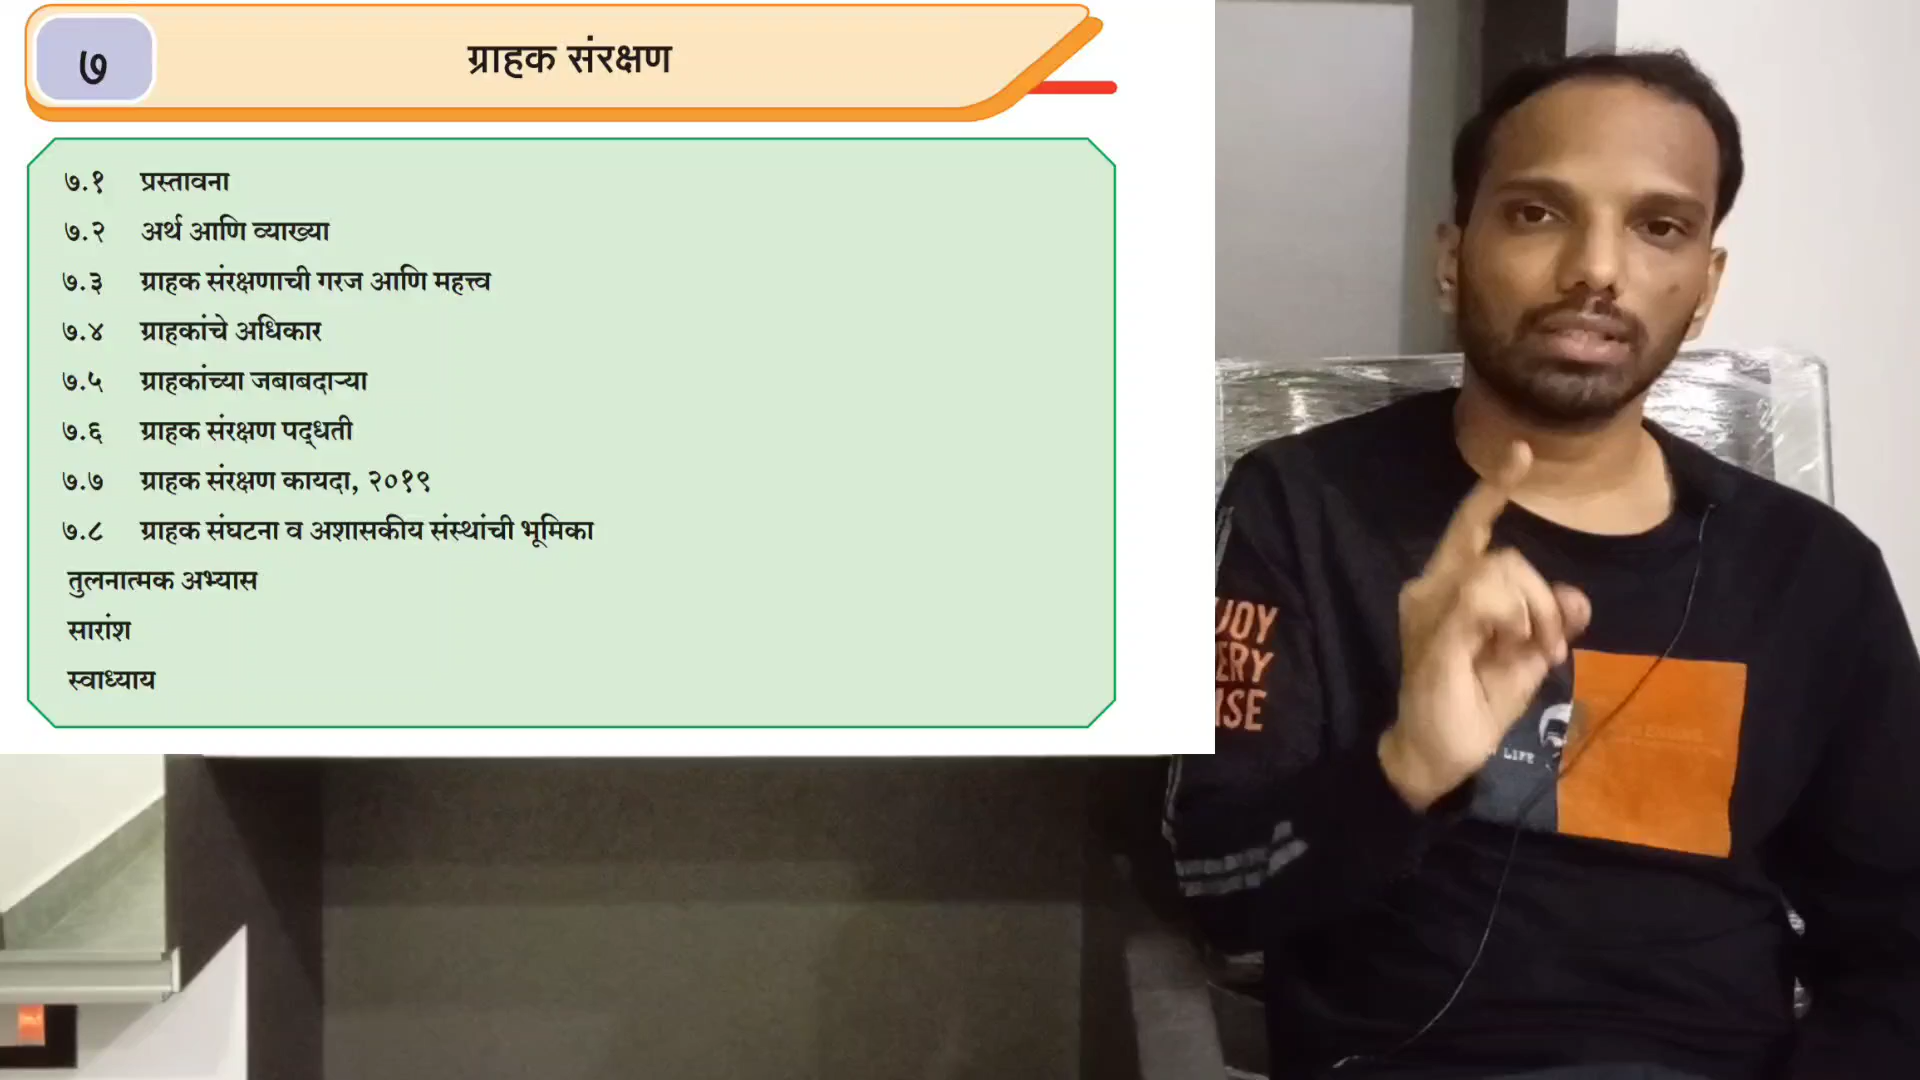 ७ ग्राहक संरक्षण
७.१ प्रस्तावना
७.२ अर्थ आणि व्याख्या
७.३ ग्राहक संरक्षणाची गरज आणि महत्त्व
७.४ ग्राहकांचे अधिकार
७.५ ग्राहकांच्या जबाबदाऱ्या
७.६ ग्राहक संरक्षण पद्धती
७.७ ग्राहक संरक्षण कायदा, २०१९
७.८ ग्राहक संघटना व अशासकीय संस्थांची भूमिका
तुलनात्मक अभ्यास
सारांश
स्वाध्याय
LIFE